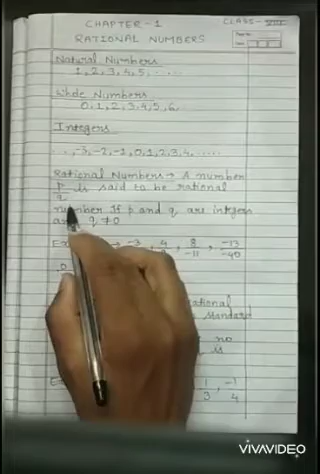 CHAPTER-1 CLASS-VIII
RATIONAL NUMBERS
Natural Numbers
1,2,3,4,5,......
Whole Numbers
0,1,2,3,4,5,6..
Integers
...,-3,-2,-1,0,1,2,3,4,.....
Rational Numbers → A number
p/q is said to be rational
number If p and q are integers
q ≠0
-3 4 8/-11 , -13/-40
standard
no
is
1/3 , -1/4
VIVAVIDEO